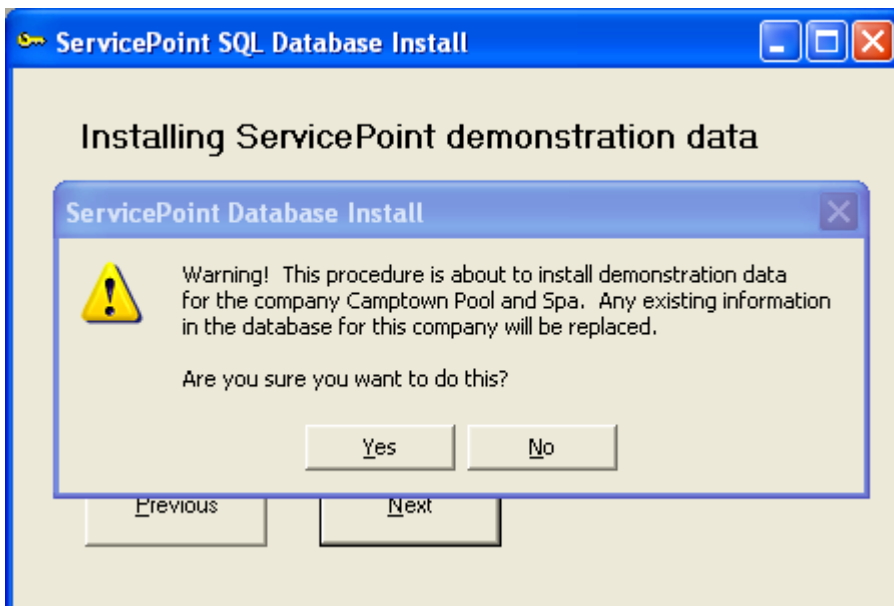 ServicePoint SQL Database Install
Installing ServicePoint demonstration data
ServicePoint Database Install
Warning!  This procedure is about to install demonstration data
for the company Camptown Pool and Spa.  Any existing information
in the database for this company will be replaced.
Are you sure you want to do this?
Yes No
Previous Next